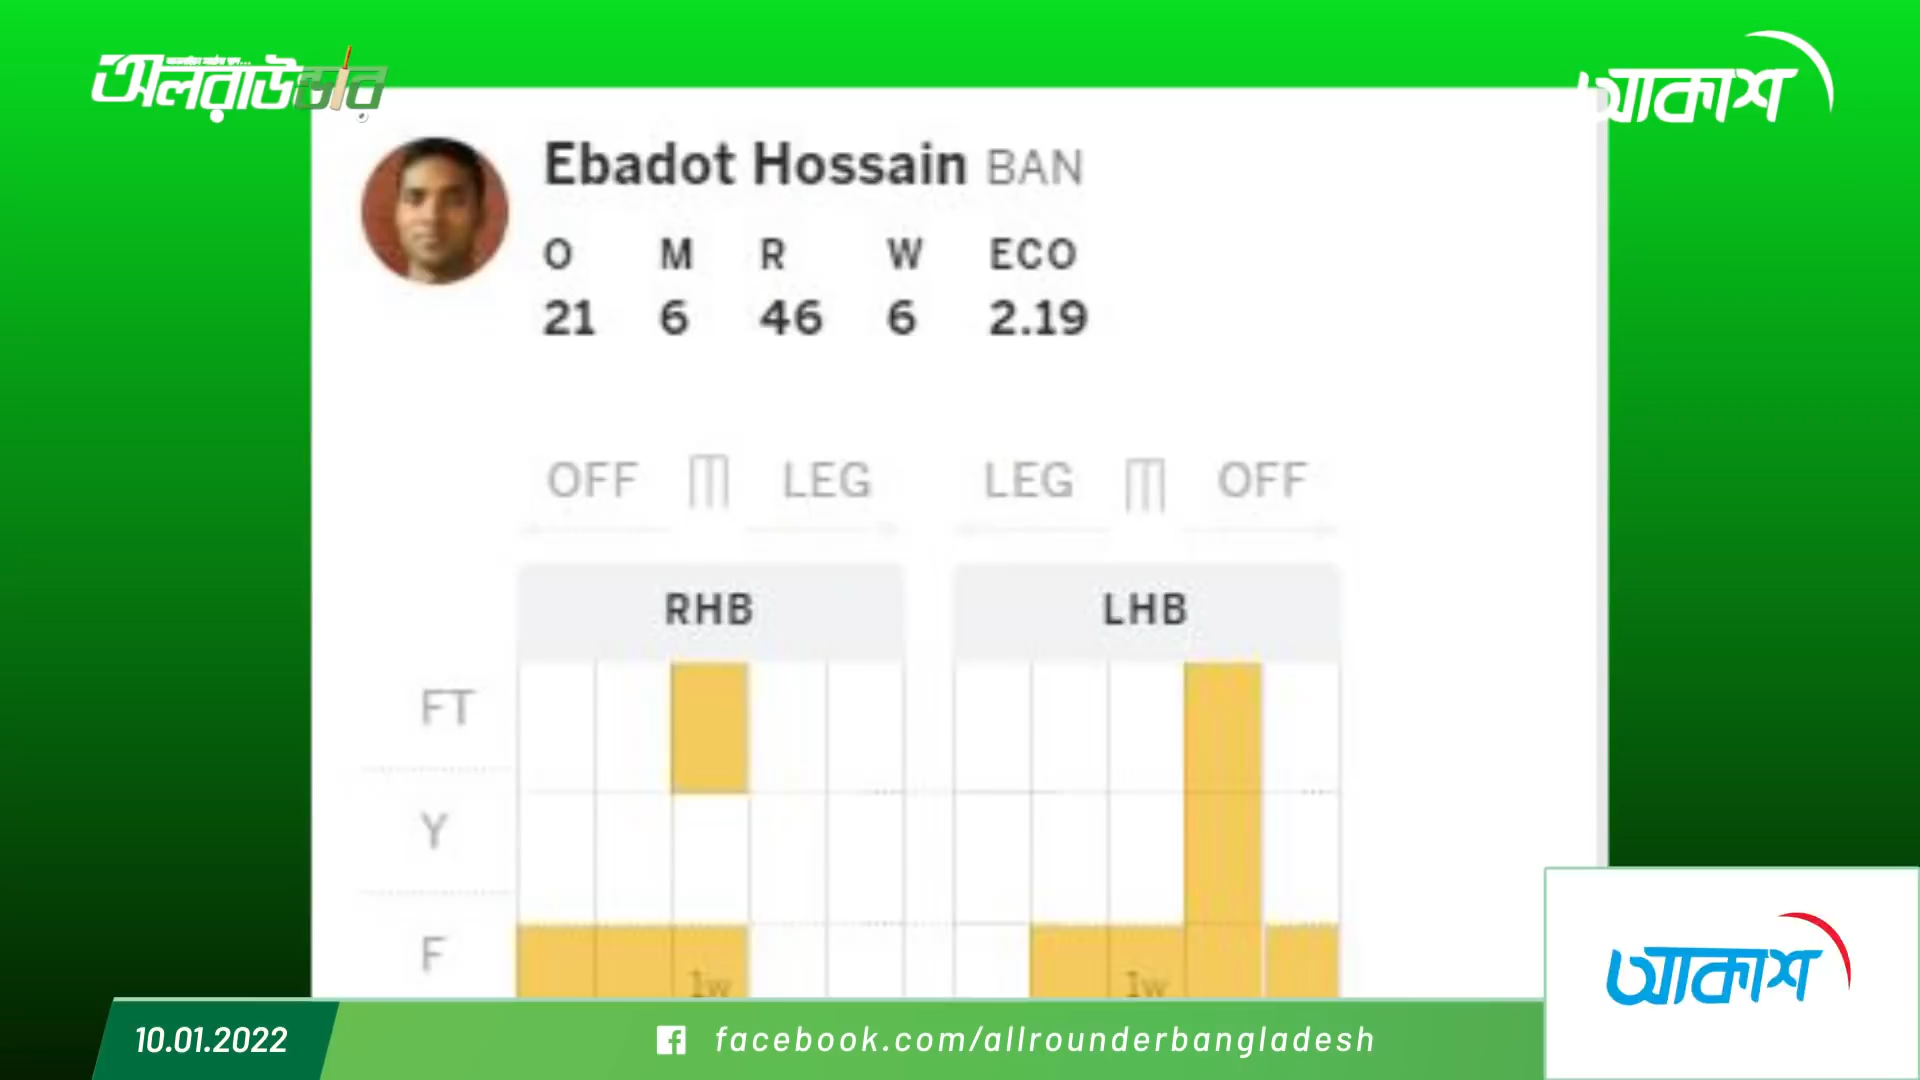 অলরাউন্ডার
আকাশ
Ebadot Hossain BAN
O M R W ECO
21 6 46 6 2.19
OFF LEG LEG OFF
RHB LHB
FT
Y
F
1w 1w
আকাশ
10.01.2022 facebook.com/allrounderbangladesh